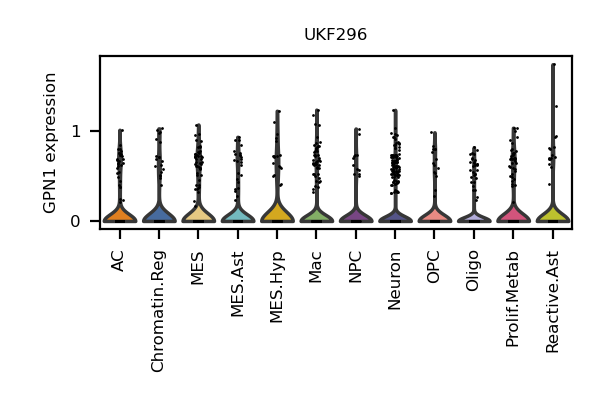 UKF296
GPN1 expression
1
0
AC
Chromatin.Reg
MES
MES.Ast
MES.Hyp
Mac
NPC
Neuron
OPC
Oligo
Prolif.Metab
Reactive.Ast